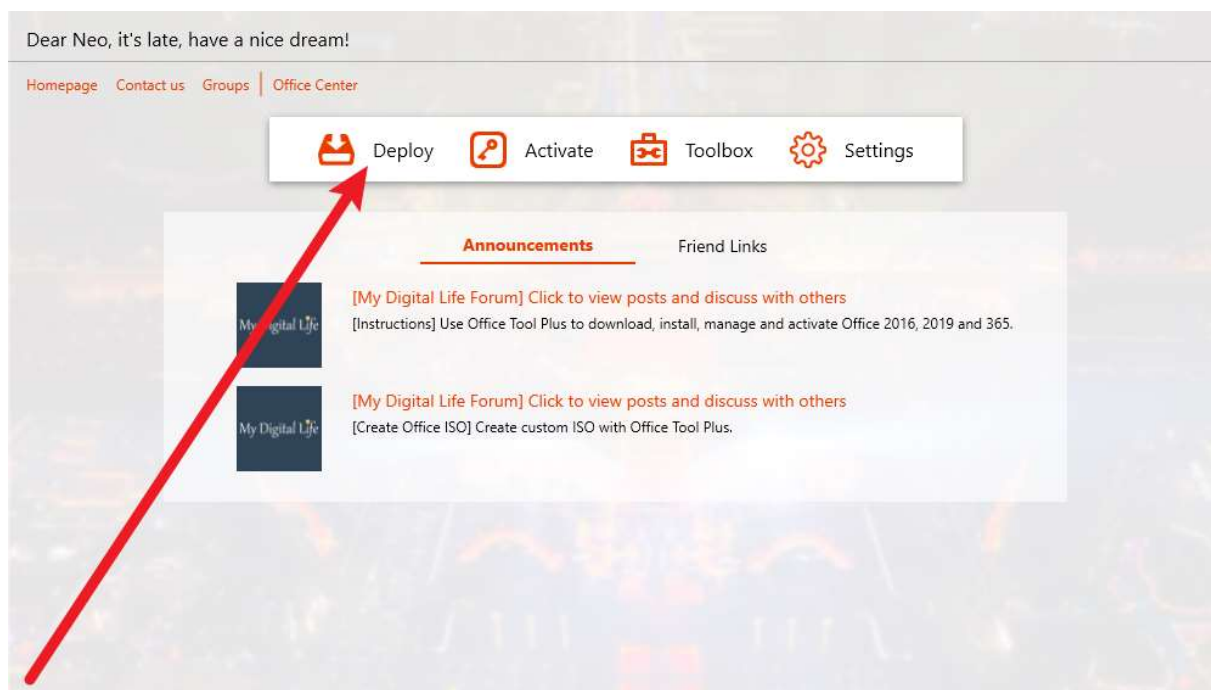 Dear Neo, it's late, have a nice dream!
Homepage Contact us Groups Office Center
Deploy Activate Toolbox Settings
Announcements Friend Links
My Digital Life
[My Digital Life Forum] Click to view posts and discuss with others
[Instructions] Use Office Tool Plus to download, install, manage and activate Office 2016, 2019 and 365.
My Digital Life
[My Digital Life Forum] Click to view posts and discuss with others
[Create Office ISO] Create custom ISO with Office Tool Plus.